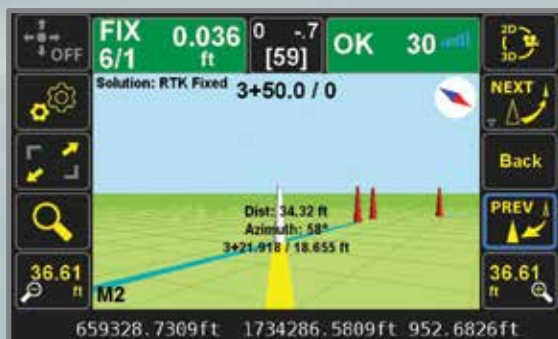 OFF
FIX 0.036
6/1 ft
0 -.7
[59]
OK 30
2D
3D
Solution: RTK Fixed
3+50.0 / 0
NEXT
Back
PREV
Dist: 34.32 ft
Azimuth: 58°
3+21.918 / 18.655 ft
36.61
ft
M2
36.61
ft
659328.7309ft 1734286.5809ft 952.6826ft